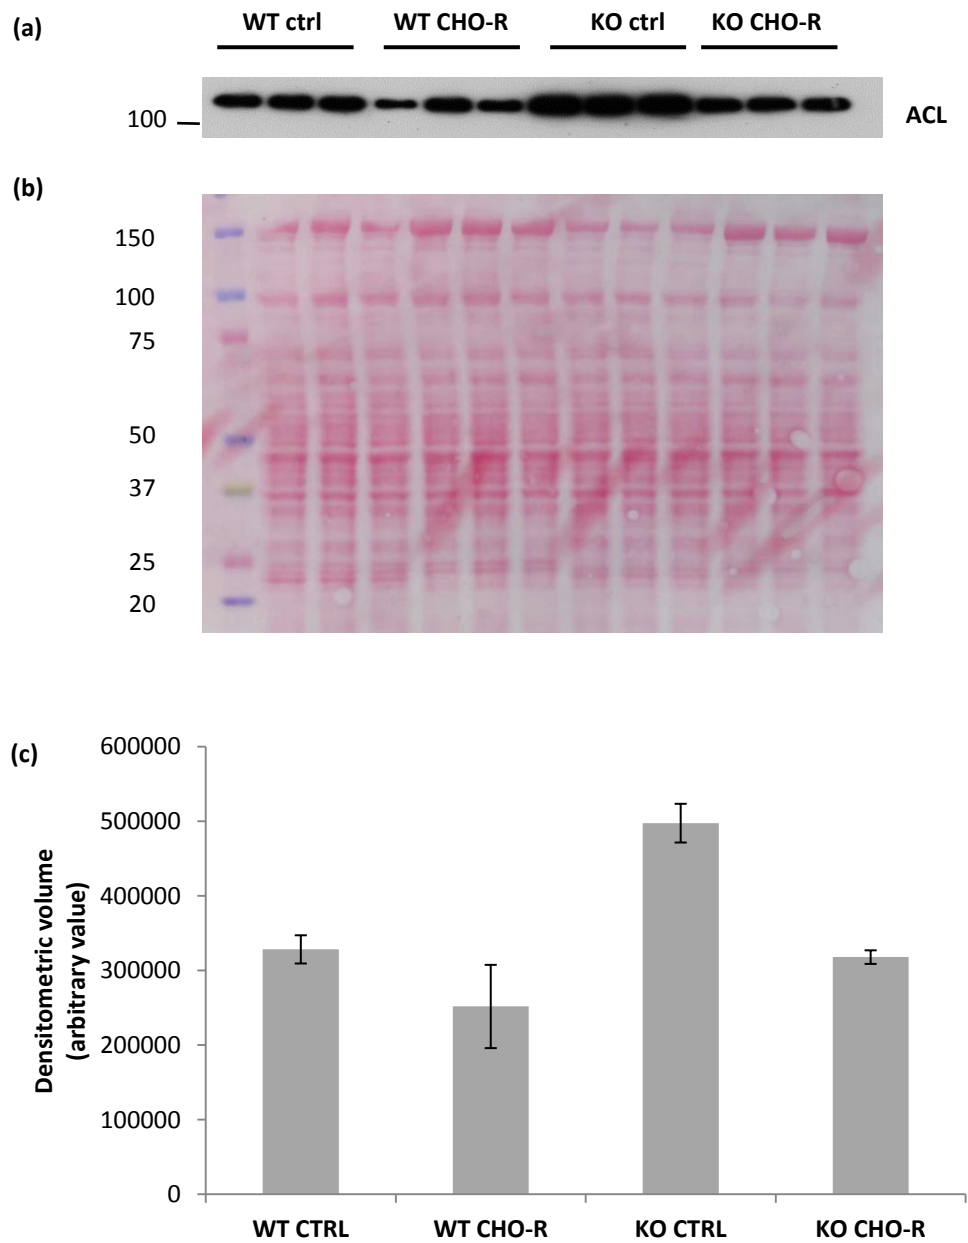 (a)
WT ctrl WT CHO-R KO ctrl KO CHO-R
100 ACL
(b)
150
100
75
50
37
25
20
(c)
Densitometric volume
(arbitrary value)
600000
500000
400000
300000
200000
100000
0
WT CTRL WT CHO-R KO CTRL KO CHO-R